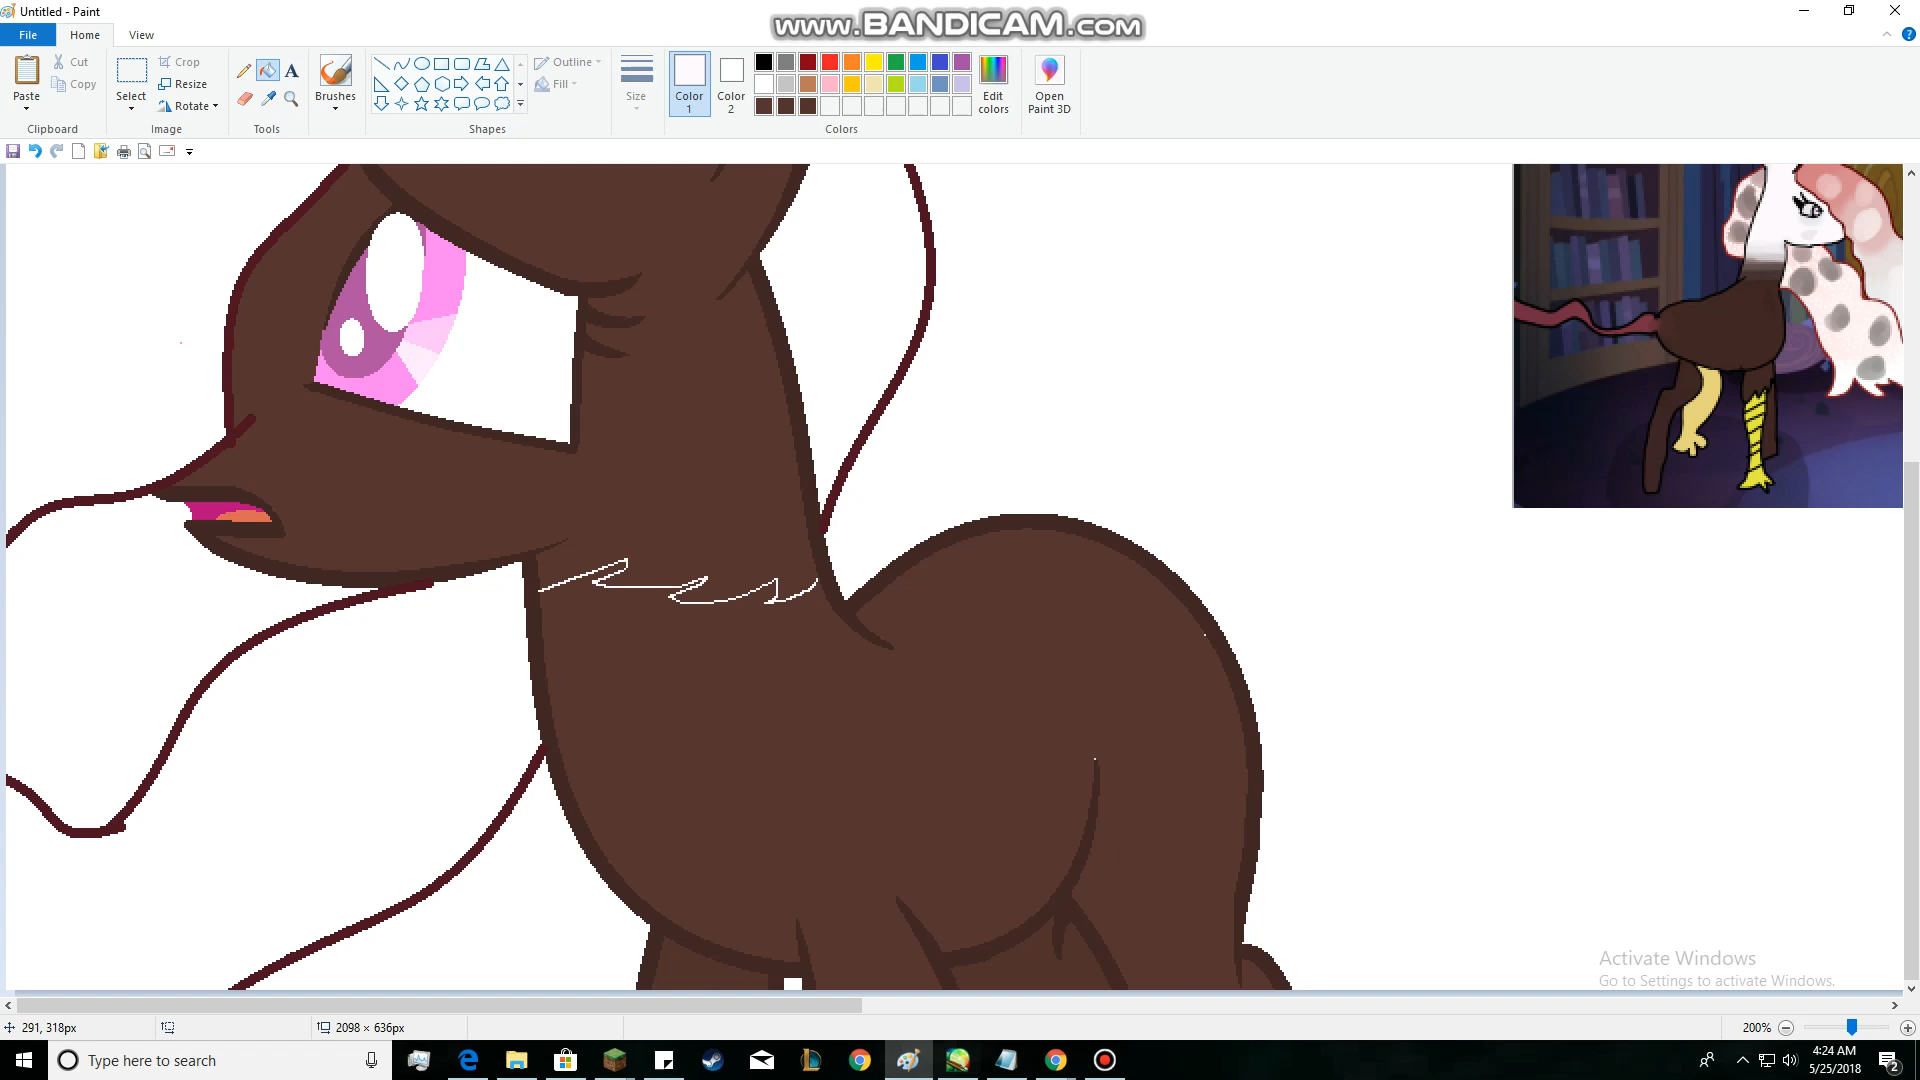 Untitled - Paint
www.BANDICAM.com
File
Home
View
Paste
Cut
Copy
Clipboard
Select
Crop
Resize
Rotate
Image
A
Tools
Brushes
Outline
Fill
Shapes
Size
Color
1
Color
2
Colors
Edit
colors
Open
Paint 3D
Activate Windows
Go to Settings to activate Windows.
291, 318px
2098 × 636px
200%
Type here to search
4:24 AM
5/25/2018
2